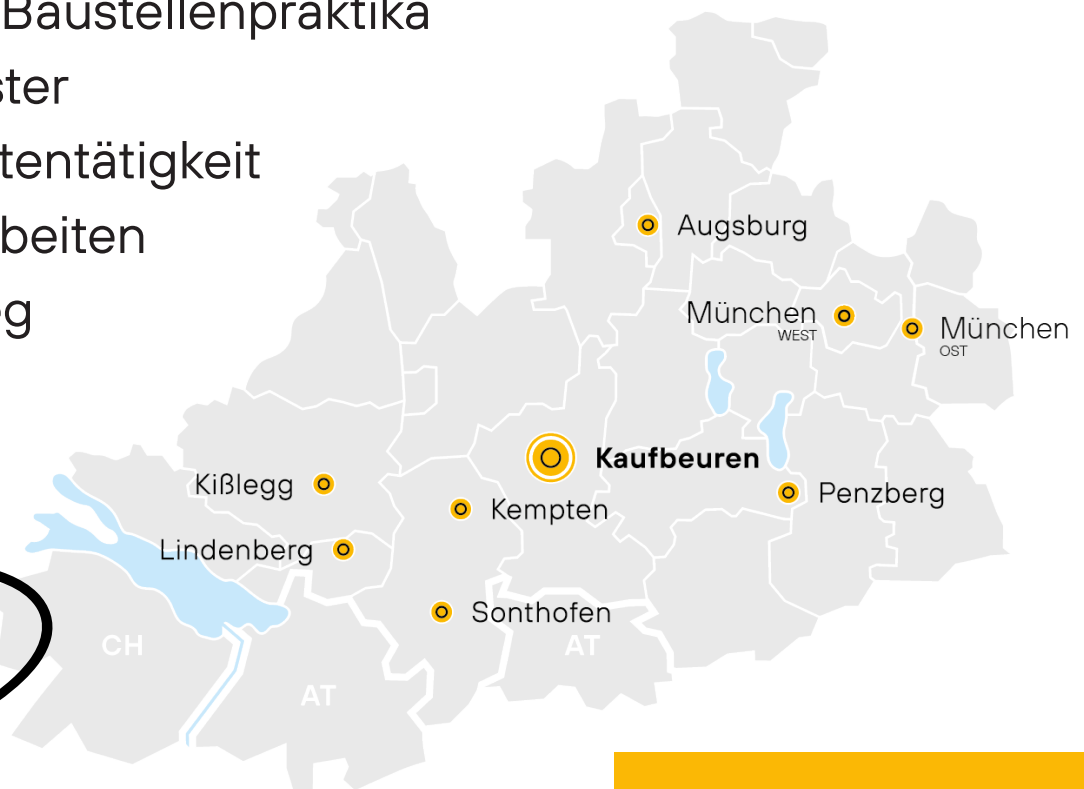 Baustellenpraktika
ster
tentätigkeit
beiten
g
Augsburg
München
WEST
München
OST
Kaufbeuren
Kißlegg
Kempten
Penzberg
Lindenberg
Sonthofen
CH
AT
AT